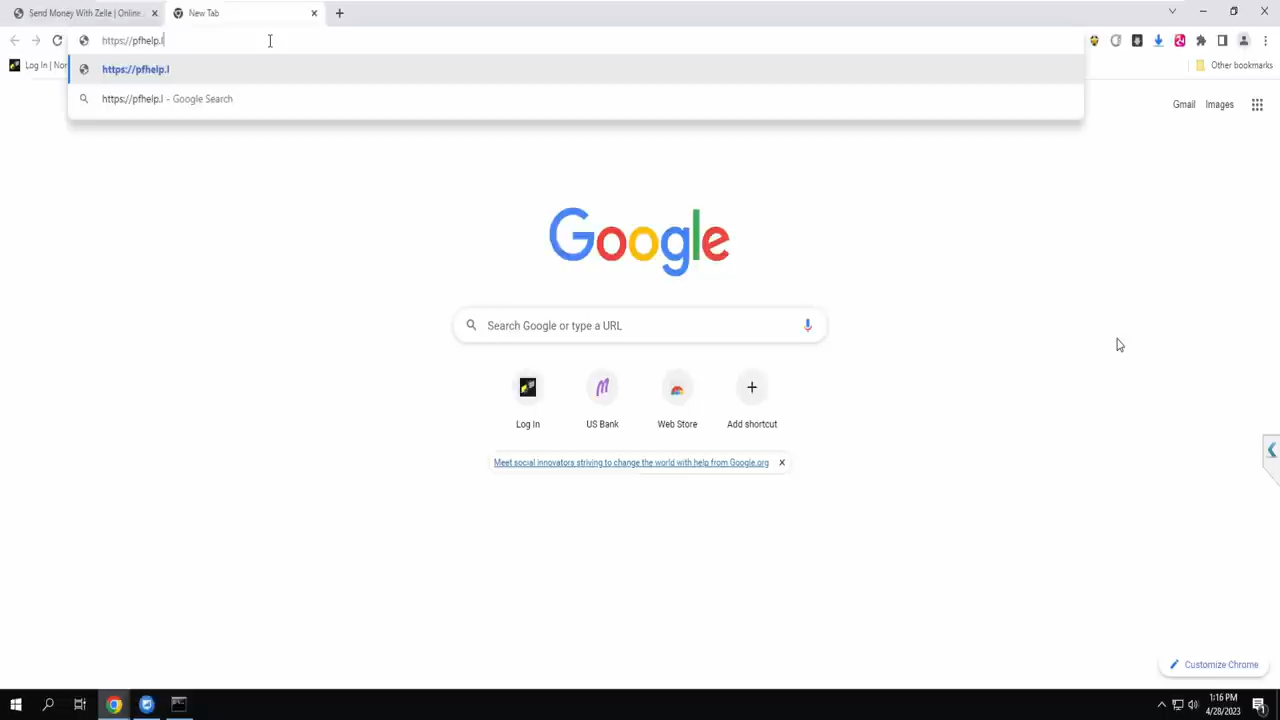 Send Money With Zelle | Online
New Tab
https://pfhelp.l
https://pfhelp.l
https://pfhelp.l - Google Search
Log In | Nor
Other bookmarks
Gmail
Images
Google
Search Google or type a URL
Log In
US Bank
Web Store
Add shortcut
Meet social innovators striving to change the world with help from Google.org
Customize Chrome
1:16 PM
4/28/2023